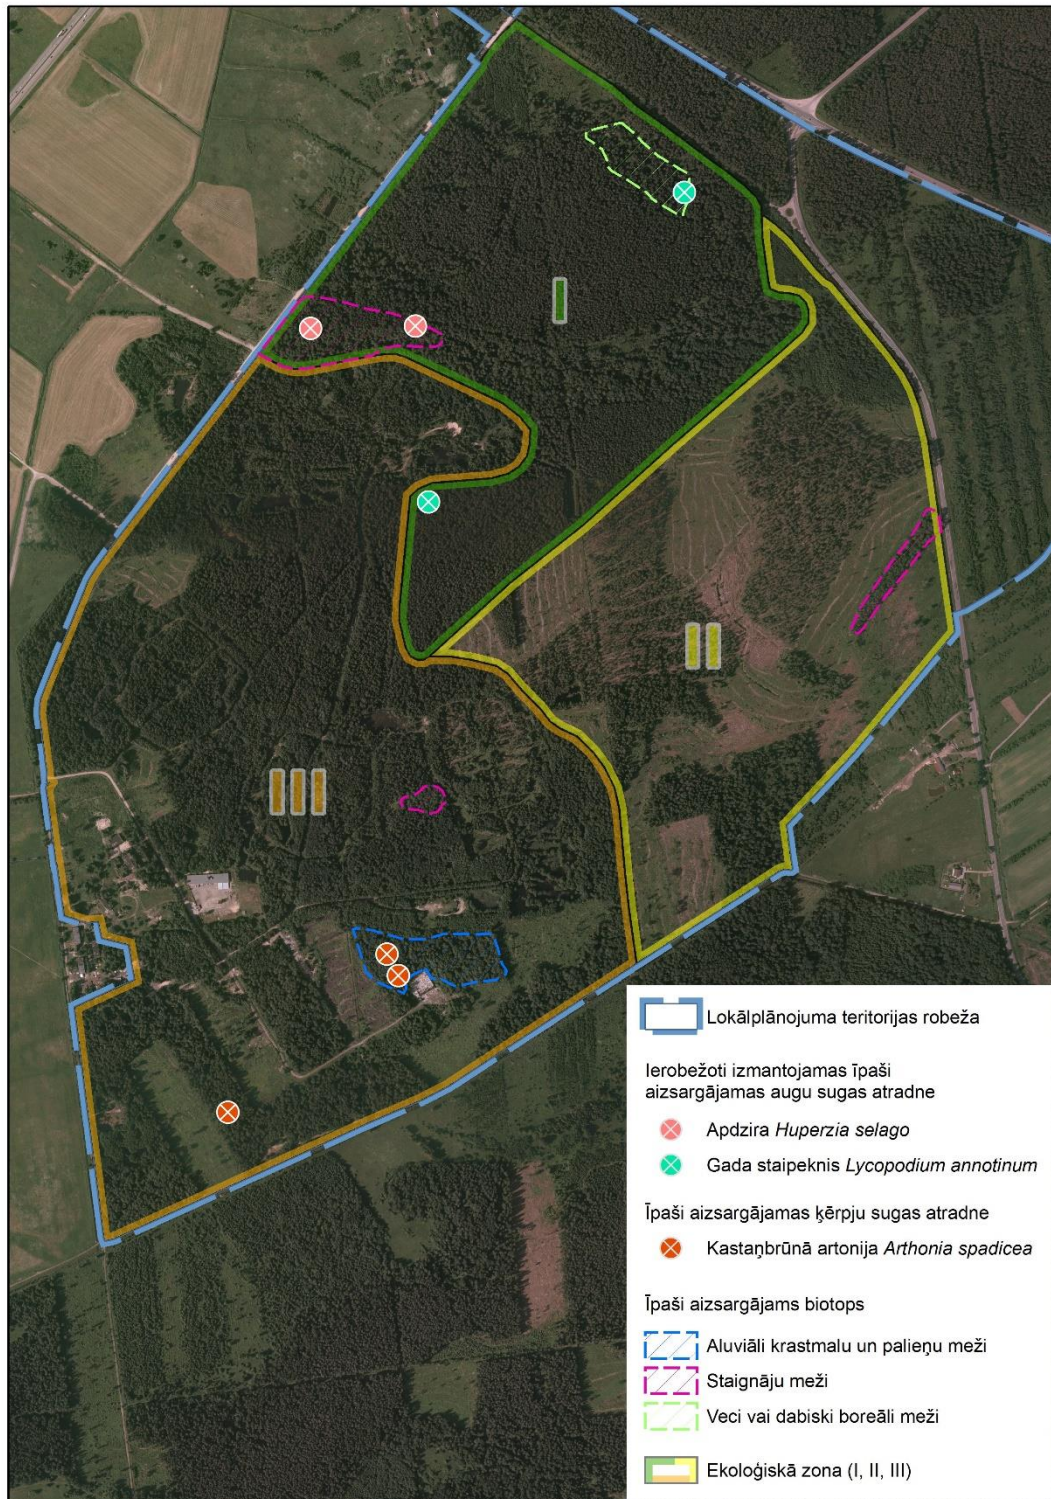 I
II
III
Lokālplānojuma teritorijas robeža
Ierobežoti izmantojamas īpaši
aizsargājamas augu sugas atradne
Apdzira Huperzia selago
Gada staipeknis Lycopodium annotinum
Īpaši aizsargājamas ķērpju sugas atradne
Kastaņbrūnā artonija Arthonia spadicea
Īpaši aizsargājams biotops
Aluviāli krastmalu un palieņu meži
Staignāju meži
Veci vai dabiski boreāli meži
Ekoloģiskā zona (I, II, III)